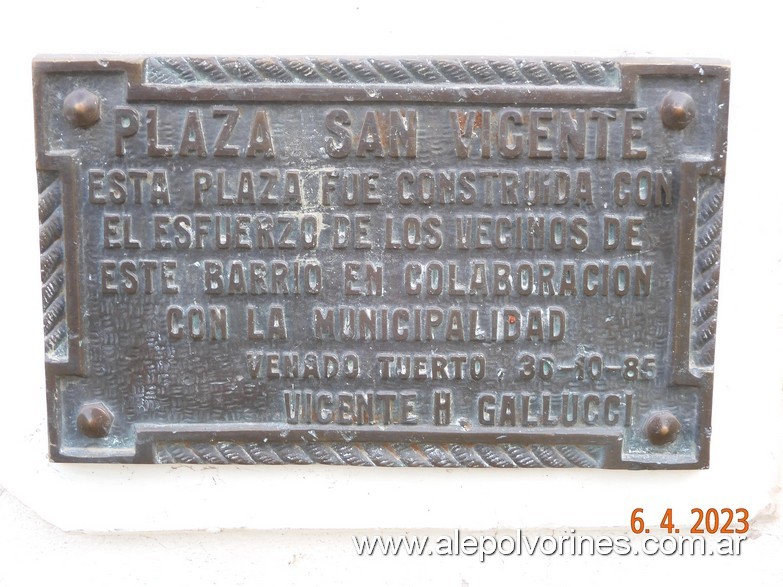 PLAZA SAN VICENTE
ESTA PLAZA FUE CONSTRUIDA CON
EL ESFUERZO DE LOS VECINOS DE
ESTE BARRIO EN COLABORACION
CON LA MUNICIPALIDAD
VENADO TUERTO, 30-10-85
VICENTE H. GALLUCCI
6. 4. 2023
www.alepolvorines.com.ar